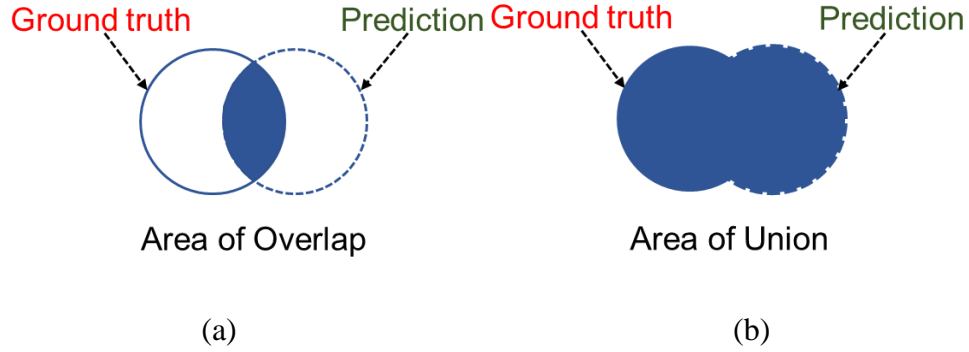 Ground truth
Prediction
Area of Overlap
(a)
Ground truth
Prediction
Area of Union
(b)